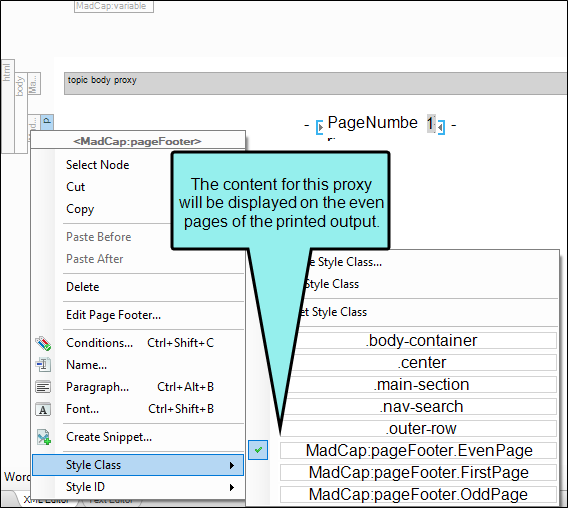 MadCap:variable
html
body
Ma...
topic body proxy
P
- PageNumbe 1 -
r:
<MadCap:pageFooter>
Select Node
Cut
Copy
Paste Before
Paste After
Delete
Edit Page Footer...
Conditions... Ctrl+Shift+C
Name...
Paragraph... Ctrl+Alt+B
Font... Ctrl+Shift+B
Create Snippet...
Style Class
Style ID
The content for this proxy
will be displayed on the even
pages of the printed output.
Style Class...
Style Class
Style Class
.body-container
.center
.main-section
.nav-search
.outer-row
MadCap:pageFooter.EvenPage
MadCap:pageFooter.FirstPage
MadCap:pageFooter.OddPage
XML Editor
Text Editor